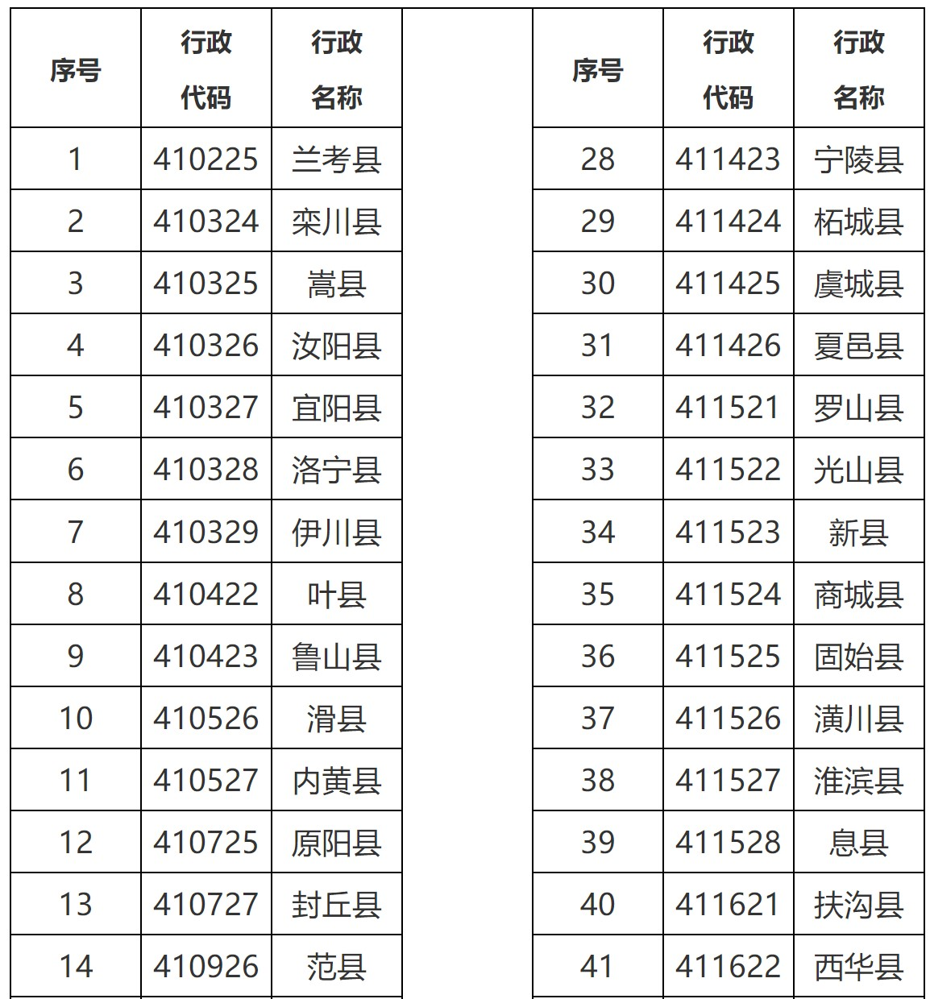 序号 行政代码 行政名称 序号 行政代码 行政名称
1 410225 兰考县 28 411423 宁陵县
2 410324 栾川县 29 411424 柘城县
3 410325 嵩县 30 411425 虞城县
4 410326 汝阳县 31 411426 夏邑县
5 410327 宜阳县 32 411521 罗山县
6 410328 洛宁县 33 411522 光山县
7 410329 伊川县 34 411523 新县
8 410422 叶县 35 411524 商城县
9 410423 鲁山县 36 411525 固始县
10 410526 滑县 37 411526 潢川县
11 410527 内黄县 38 411527 淮滨县
12 410725 原阳县 39 411528 息县
13 410727 封丘县 40 411621 扶沟县
14 410926 范县 41 411622 西华县